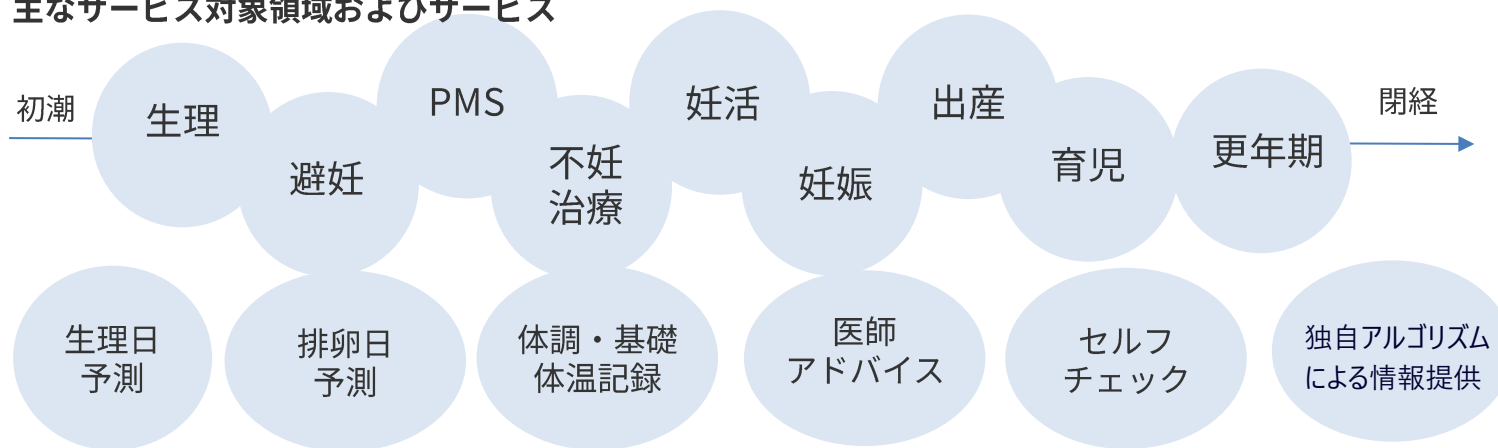 主なサービス対象領域およびサービス
初潮
生理
避妊
PMS
不妊
治療
妊活
妊娠
出産
育児
更年期
閉経
生理日
予測
排卵日
予測
体調・基礎
体温記録
医師
アドバイス
セルフ
チェック
独自アルゴリズム
による情報提供